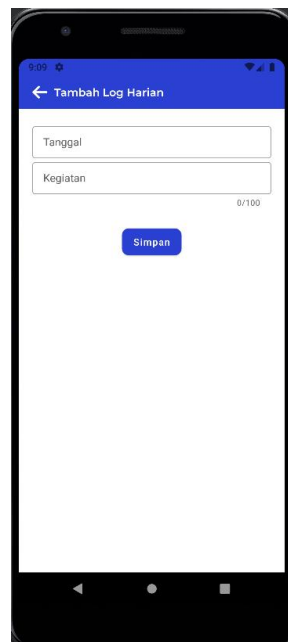 9:09
Tambah Log Harian
Tanggal
Kegiatan
0/100
Simpan